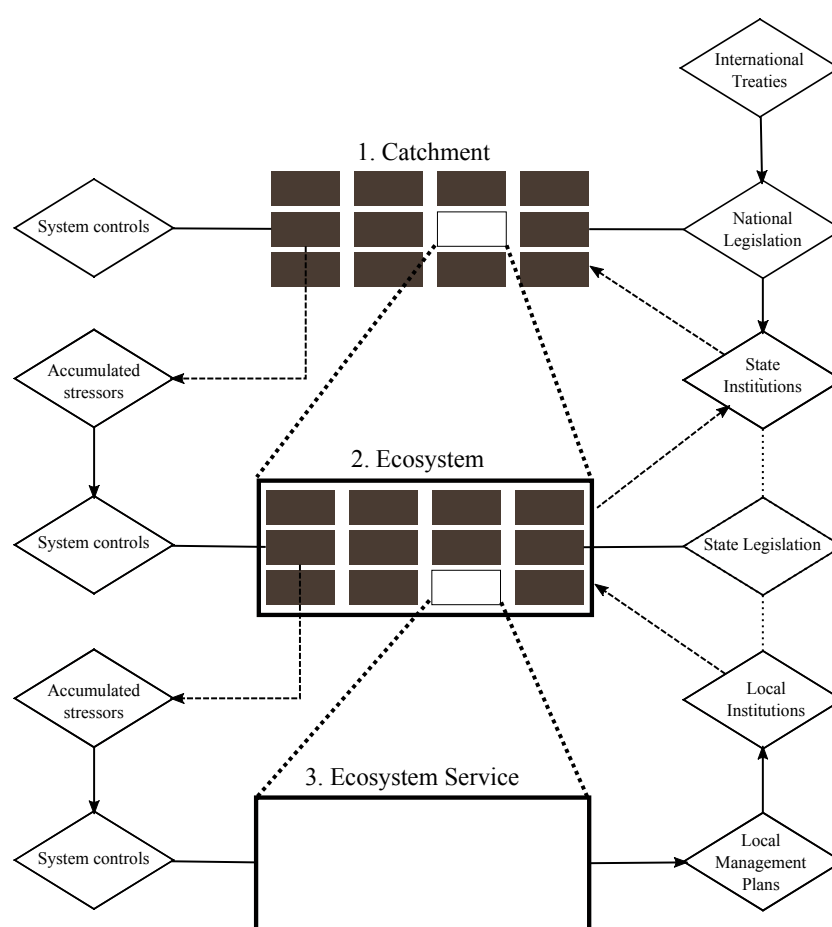 International
Treaties
1. Catchment
System controls
National
Legislation
Accumulated
stressors
State
Institutions
2. Ecosystem
System controls
State Legislation
Accumulated
stressors
Local
Institutions
3. Ecosystem Service
System controls
Local
Management
Plans